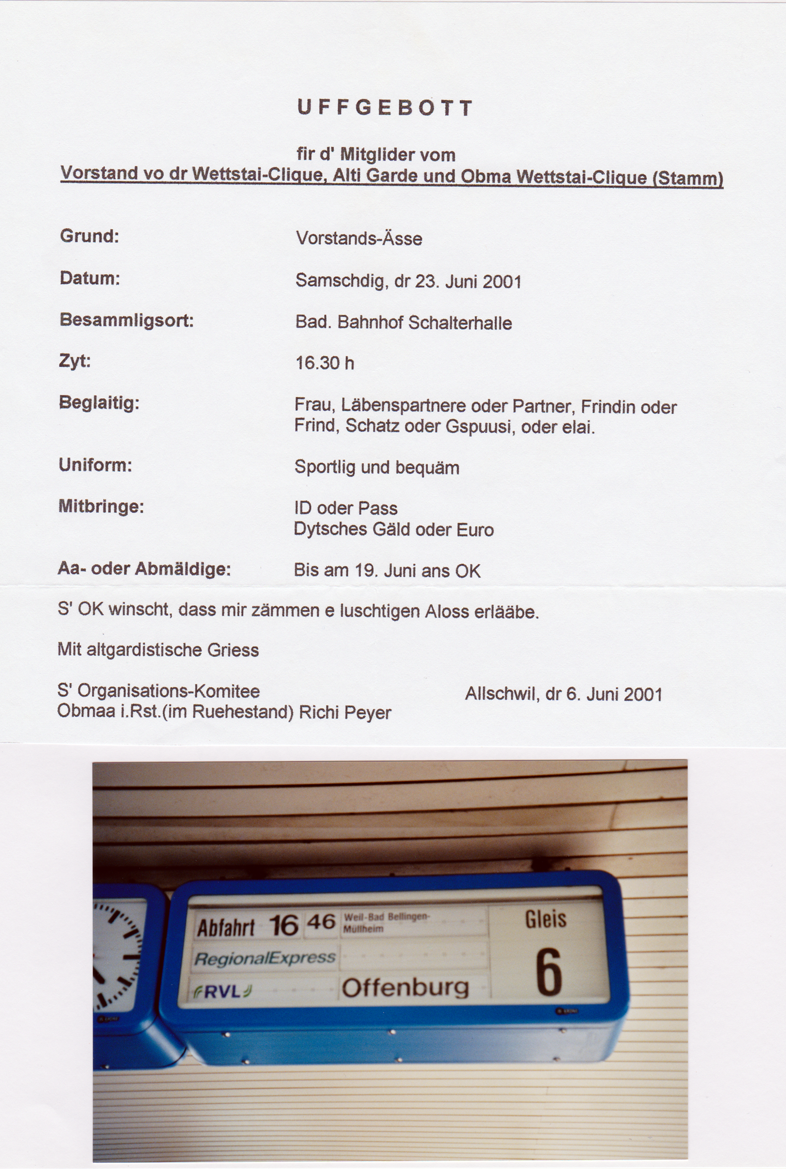 UFFGEBOTT
fir d' Mitglider vom
Vorstand vo dr Wettstai-Clique, Alti Garde und Obma Wettstai-Clique (Stamm)
Grund: Vorstands-Ässe
Datum: Samschdig, dr 23. Juni 2001
Besammligsort: Bad. Bahnhof Schalterhalle
Zyt: 16.30 h
Beglaitig: Frau, Läbenspartnere oder Partner, Frindin oder
Frind, Schatz oder Gspuusi, oder elai.
Uniform: Sportlig und bequäm
Mitbringe: ID oder Pass
Dytsches Gäld oder Euro
Aa- oder Abmäldige: Bis am 19. Juni ans OK
S' OK winscht, dass mir zämmen e luschtigen Aloss erlääbe.
Mit altgardistische Griess
S' Organisations-Komitee Allschwil, dr 6. Juni 2001
Obmaa i.Rst.(im Ruehestand) Richi Peyer
Abfahrt 16 46 Weil-Bad Bellingen-
Müllheim
Gleis
RegionalExpress
6
RVL Offenburg